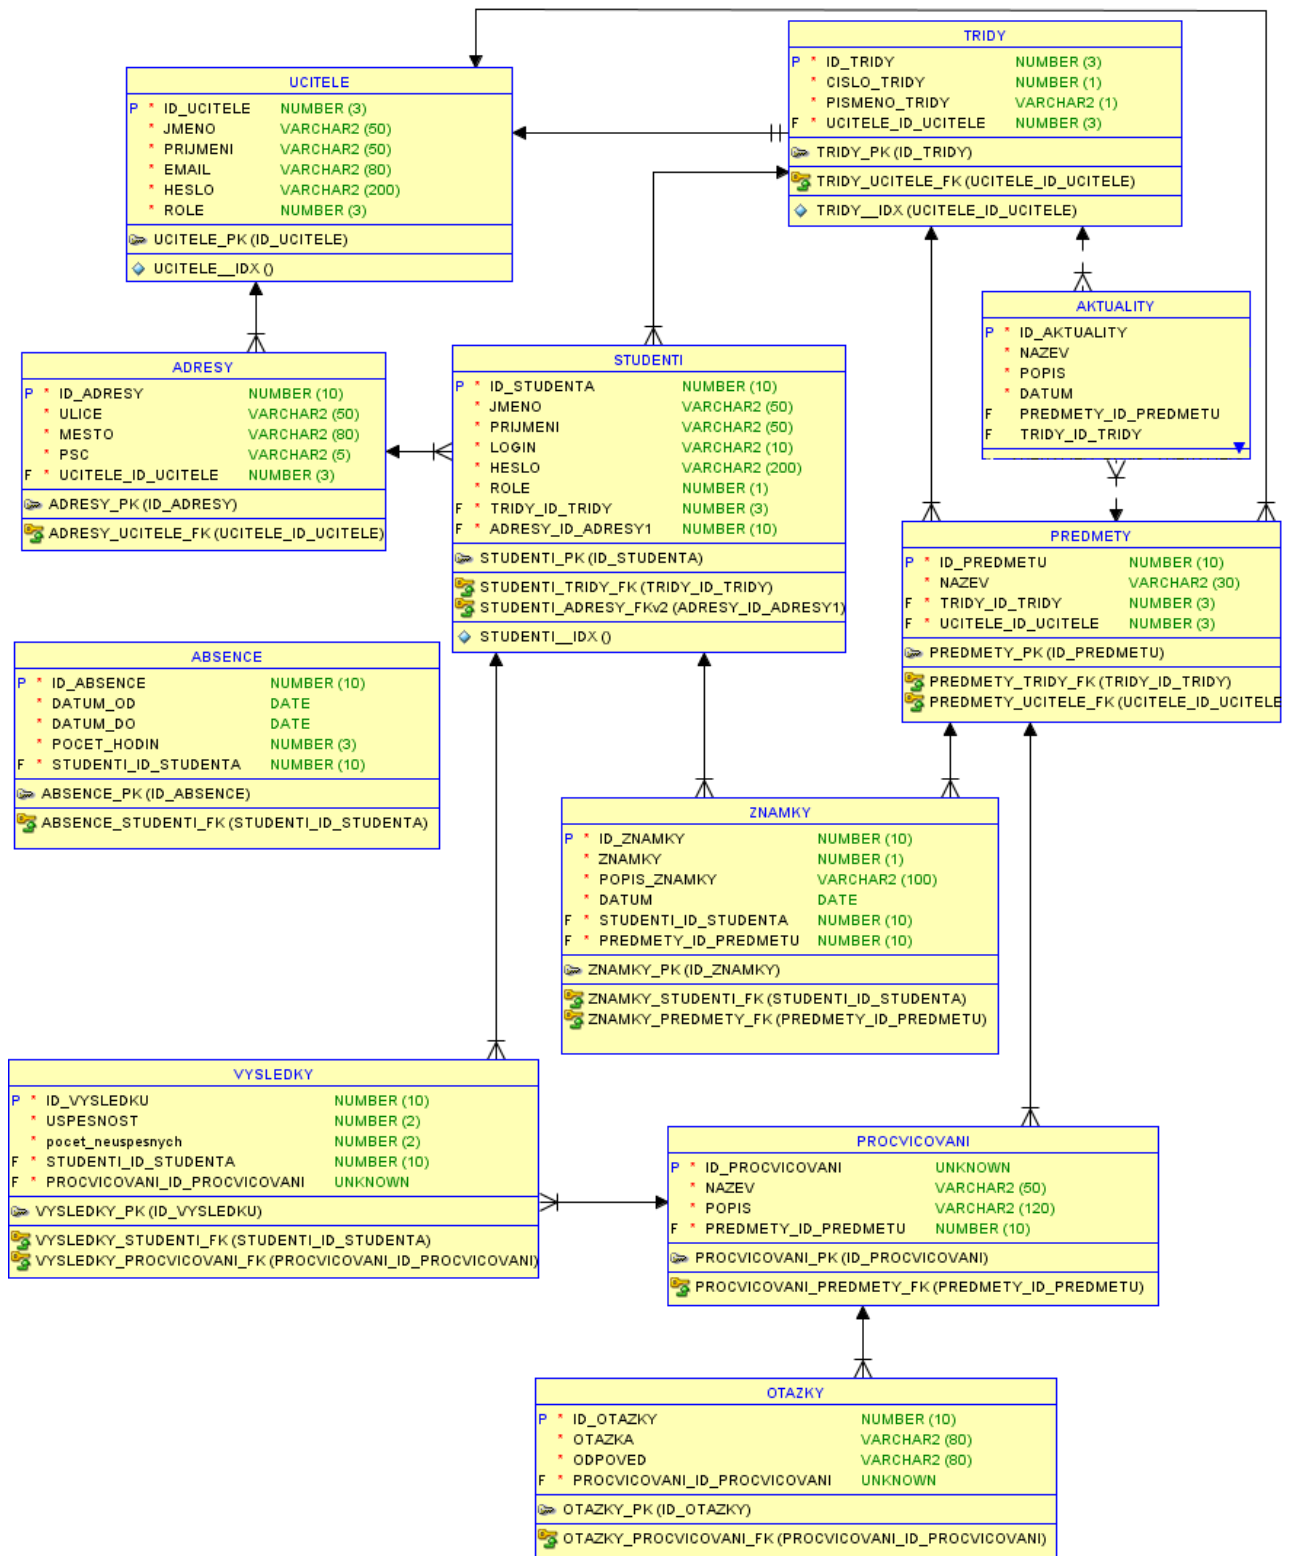 TRIDY
P * ID_TRIDY NUMBER (3)
* CISLO_TRIDY NUMBER (1)
* PISMENO_TRIDY VARCHAR2 (1)
F * UCITELE_ID_UCITELE NUMBER (3)
TRIDY_PK (ID_TRIDY)
TRIDY_UCITELE_FK (UCITELE_ID_UCITELE)
TRIDY__IDX (UCITELE_ID_UCITELE)
UCITELE
P * ID_UCITELE NUMBER (3)
* JMENO VARCHAR2 (50)
* PRIJMENI VARCHAR2 (50)
* EMAIL VARCHAR2 (80)
* HESLO VARCHAR2 (200)
* ROLE NUMBER (3)
UCITELE_PK (ID_UCITELE)
UCITELE__IDX ()
AKTUALITY
P * ID_AKTUALITY
* NAZEV
* POPIS
* DATUM
F PREDMETY_ID_PREDMETU
F TRIDY_ID_TRIDY
ADRESY
P * ID_ADRESY NUMBER (10)
* ULICE VARCHAR2 (50)
* MESTO VARCHAR2 (80)
* PSC VARCHAR2 (5)
F * UCITELE_ID_UCITELE NUMBER (3)
ADRESY_PK (ID_ADRESY)
ADRESY_UCITELE_FK (UCITELE_ID_UCITELE)
STUDENTI
P * ID_STUDENTA NUMBER (10)
* JMENO VARCHAR2 (50)
* PRIJMENI VARCHAR2 (50)
* LOGIN VARCHAR2 (10)
* HESLO VARCHAR2 (200)
* ROLE NUMBER (1)
F * TRIDY_ID_TRIDY NUMBER (3)
F * ADRESY_ID_ADRESY1 NUMBER (10)
STUDENTI_PK (ID_STUDENTA)
STUDENTI_TRIDY_FK (TRIDY_ID_TRIDY)
STUDENTI_ADRESY_FKv2 (ADRESY_ID_ADRESY1)
STUDENTI__IDX ()
PREDMETY
P * ID_PREDMETU NUMBER (10)
* NAZEV VARCHAR2 (30)
F * TRIDY_ID_TRIDY NUMBER (3)
F * UCITELE_ID_UCITELE NUMBER (3)
PREDMETY_PK (ID_PREDMETU)
PREDMETY_TRIDY_FK (TRIDY_ID_TRIDY)
PREDMETY_UCITELE_FK (UCITELE_ID_UCITELE
ABSENCE
P * ID_ABSENCE NUMBER (10)
* DATUM_OD DATE
* DATUM_DO DATE
* POCET_HODIN NUMBER (3)
F * STUDENTI_ID_STUDENTA NUMBER (10)
ABSENCE_PK (ID_ABSENCE)
ABSENCE_STUDENTI_FK (STUDENTI_ID_STUDENTA)
ZNAMKY
P * ID_ZNAMKY NUMBER (10)
* ZNAMKY NUMBER (1)
* POPIS_ZNAMKY VARCHAR2 (100)
* DATUM DATE
F * STUDENTI_ID_STUDENTA NUMBER (10)
F * PREDMETY_ID_PREDMETU NUMBER (10)
ZNAMKY_PK (ID_ZNAMKY)
ZNAMKY_STUDENTI_FK (STUDENTI_ID_STUDENTA)
ZNAMKY_PREDMETY_FK (PREDMETY_ID_PREDMETU)
VYSLEDKY
P * ID_VYSLEDKU NUMBER (10)
* USPESNOST NUMBER (2)
* pocet_neuspesnych NUMBER (2)
F * STUDENTI_ID_STUDENTA NUMBER (10)
F * PROCVICOVANI_ID_PROCVICOVANI UNKNOWN
VYSLEDKY_PK (ID_VYSLEDKU)
VYSLEDKY_STUDENTI_FK (STUDENTI_ID_STUDENTA)
VYSLEDKY_PROCVICOVANI_FK (PROCVICOVANI_ID_PROCVICOVANI)
PROCVICOVANI
P * ID_PROCVICOVANI UNKNOWN
* NAZEV VARCHAR2 (50)
* POPIS VARCHAR2 (120)
F * PREDMETY_ID_PREDMETU NUMBER (10)
PROCVICOVANI_PK (ID_PROCVICOVANI)
PROCVICOVANI_PREDMETY_FK (PREDMETY_ID_PREDMETU)
OTAZKY
P * ID_OTAZKY NUMBER (10)
* OTAZKA VARCHAR2 (80)
* ODPOVED VARCHAR2 (80)
F * PROCVICOVANI_ID_PROCVICOVANI UNKNOWN
OTAZKY_PK (ID_OTAZKY)
OTAZKY_PROCVICOVANI_FK (PROCVICOVANI_ID_PROCVICOVANI)